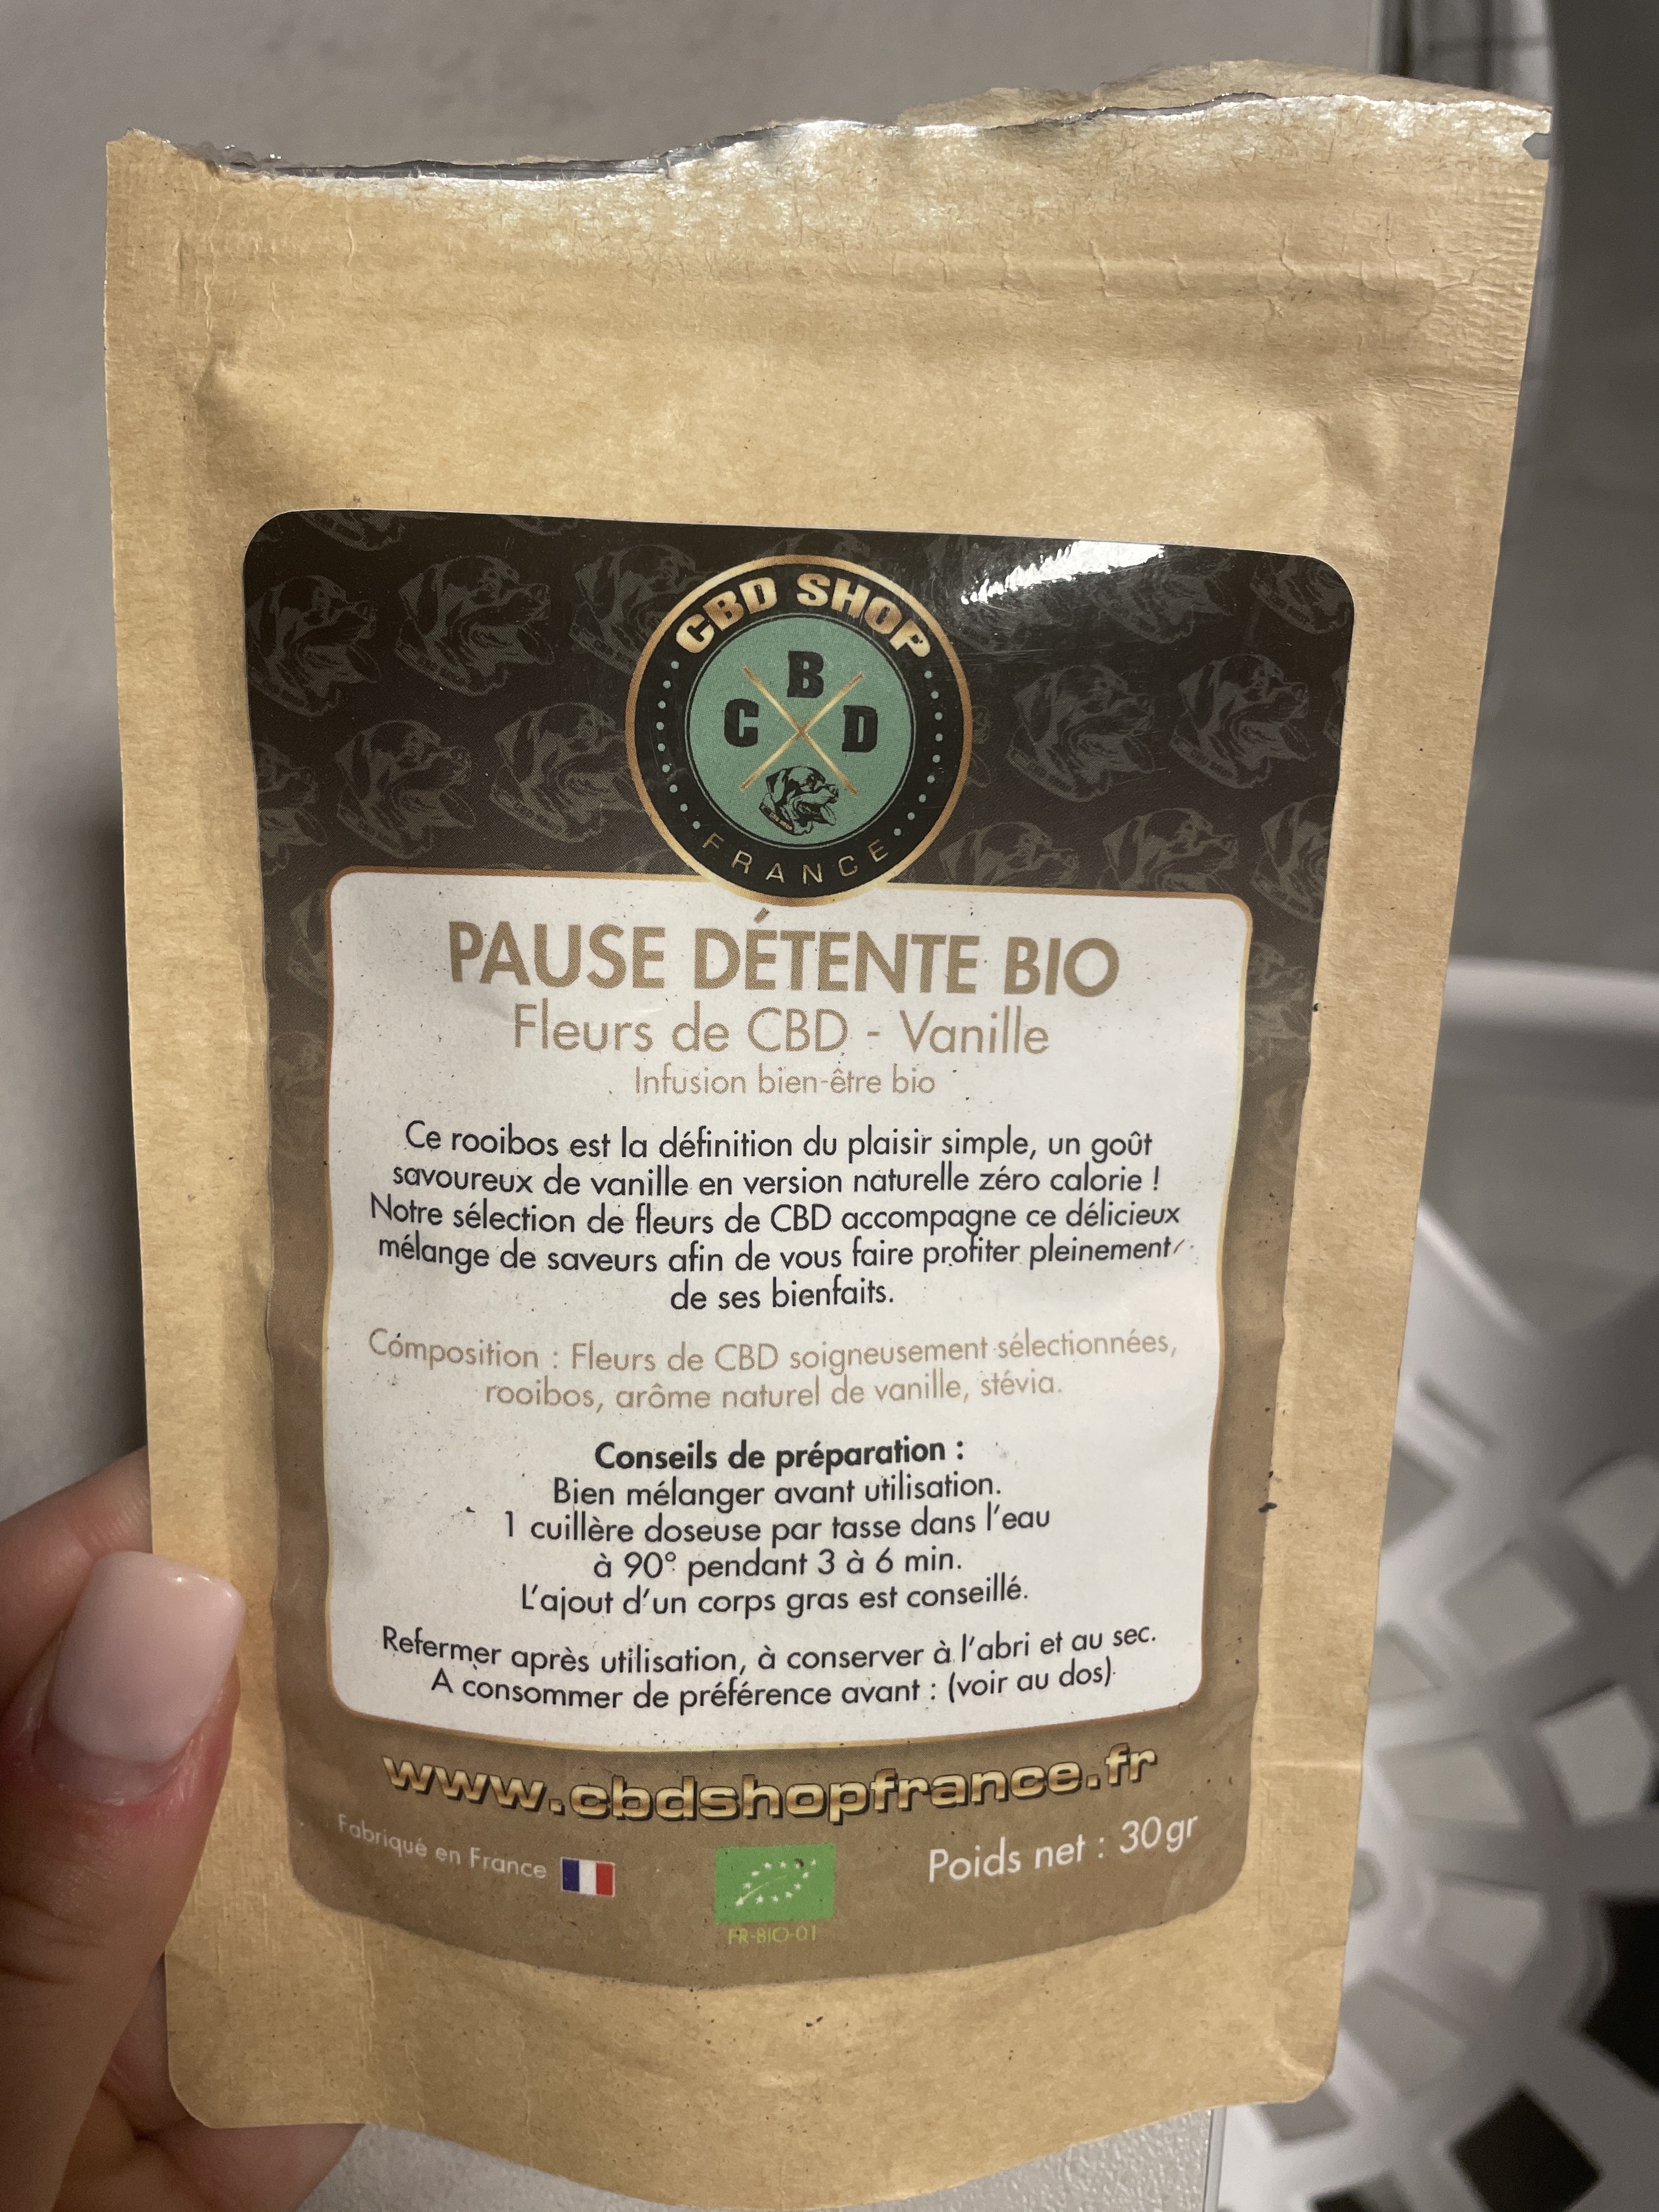 CBD SHOP
B
C D
FRANCE
PAUSE DÉTENTE BIO
Fleurs de CBD - Vanille
Infusion bien-être bio
Ce rooibos est la définition du plaisir simple, un goût
savoureux de vanille en version naturelle zéro calorie !
Notre sélection de fleurs de CBD accompagne ce délicieux
mélange de saveurs afin de vous faire profiter pleinement
de ses bienfaits.
Composition : Fleurs de CBD soigneusement sélectionnées,
rooibos, arôme naturel de vanille, stévia.
Conseils de préparation :
Bien mélanger avant utilisation.
1 cuillère doseuse par tasse dans l'eau
à 90° pendant 3 à 6 min.
L'ajout d'un corps gras est conseillé.
Refermer après utilisation, à conserver à l'abri et au sec.
A consommer de préférence avant : (voir au dos)
www.cbdshopfrance.fr
Fabriqué en France
Poids net : 30gr
FR-BIO-01